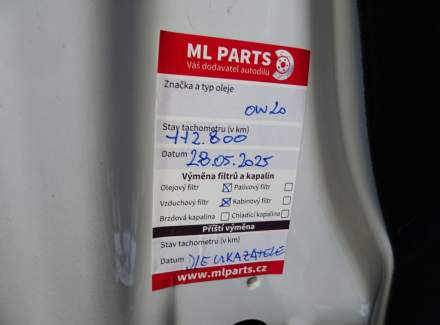 ML PARTS
Váš dodavatel autodílů
Značka a typ oleje
0W20
Stav tachometru (v km)
112.800
Datum 28.05.2025
Výměna filtrů a kapalin
Olejový filtr Palivový filtr
Vzduchový filtr Kabinový filtr
Brzdová kapalina Chladící kapalina
Příští výměna
Stav tachometru (v km)
Datum DLE UKAZATELE
www.mlparts.cz